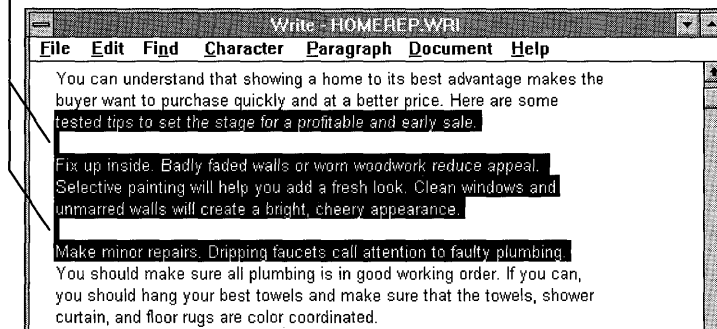 Write - HOMEREP.WRI
File Edit Find Character Paragraph Document Help
You can understand that showing a home to its best advantage makes the
buyer want to purchase quickly and at a better price. Here are some
tested tips to set the stage for a profitable and early sale.
Fix up inside. Badly faded walls or worn woodwork reduce appeal.
Selective painting will help you add a fresh look. Clean windows and
unmarred walls will create a bright, cheery appearance.
Make minor repairs. Dripping faucets call attention to faulty plumbing.
You should make sure all plumbing is in good working order. If you can,
you should hang your best towels and make sure that the towels, shower
curtain, and floor rugs are color coordinated.